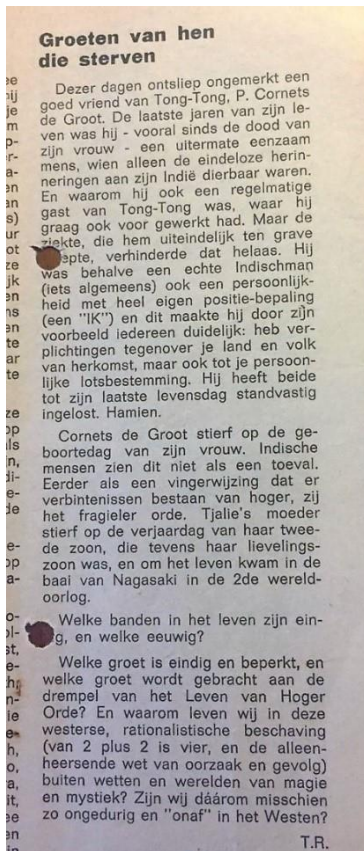 Groeten van hen
die sterven
Dezer dagen ontsliep ongemerkt een
goed vriend van Tong-Tong, P. Cornets
de Groot. De laatste jaren van zijn le-
ven was hij - vooral sinds de dood van
zijn vrouw - een uitermate eenzaam
mens, wien alleen de eindeloze herin-
neringen aan zijn Indië dierbaar waren.
En waarom hij ook een regelmatige
gast van Tong-Tong was, waar hij
graag ook voor gewerkt had. Maar de
ziekte, die hem uiteindelijk ten grave
epte, verhinderde dat helaas. Hij
was behalve een echte Indischman
(iets algemeens) ook een persoonlijk-
heid met heel eigen positie-bepaling
(een "IK") en dit maakte hij door zijn
voorbeeld iedereen duidelijk: heb ver-
plichtingen tegenover je land en volk
van herkomst, maar ook tot je persoon-
lijke lotsbestemming. Hij heeft beide
tot zijn laatste levensdag standvastig
ingelost. Hamien.
Cornets de Groot stierf op de ge-
boortedag van zijn vrouw. Indische
mensen zien dit niet als een toeval.
Eerder als een vingerwijzing dat er
verbintenissen bestaan van hoger, zij
het fragieler orde. Tjalie's moeder
stierf op de verjaardag van haar twee-
de zoon, die tevens haar lievelings-
zoon was, en om het leven kwam in de
baai van Nagasaki in de 2de wereld-
oorlog.
Welke banden in het leven zijn ein-
g, en welke eeuwig?
Welke groet is eindig en beperkt, en
welke groet wordt gebracht aan de
drempel van het Leven van Hoger
Orde? En waarom leven wij in deze
westerse, rationalistische beschaving
(van 2 plus 2 is vier, en de alleen-
heersende wet van oorzaak en gevolg)
buiten wetten en werelden van magie
en mystiek? Zijn wij dáárom misschien
zo ongedurig en "onaf" in het Westen?
T.R.